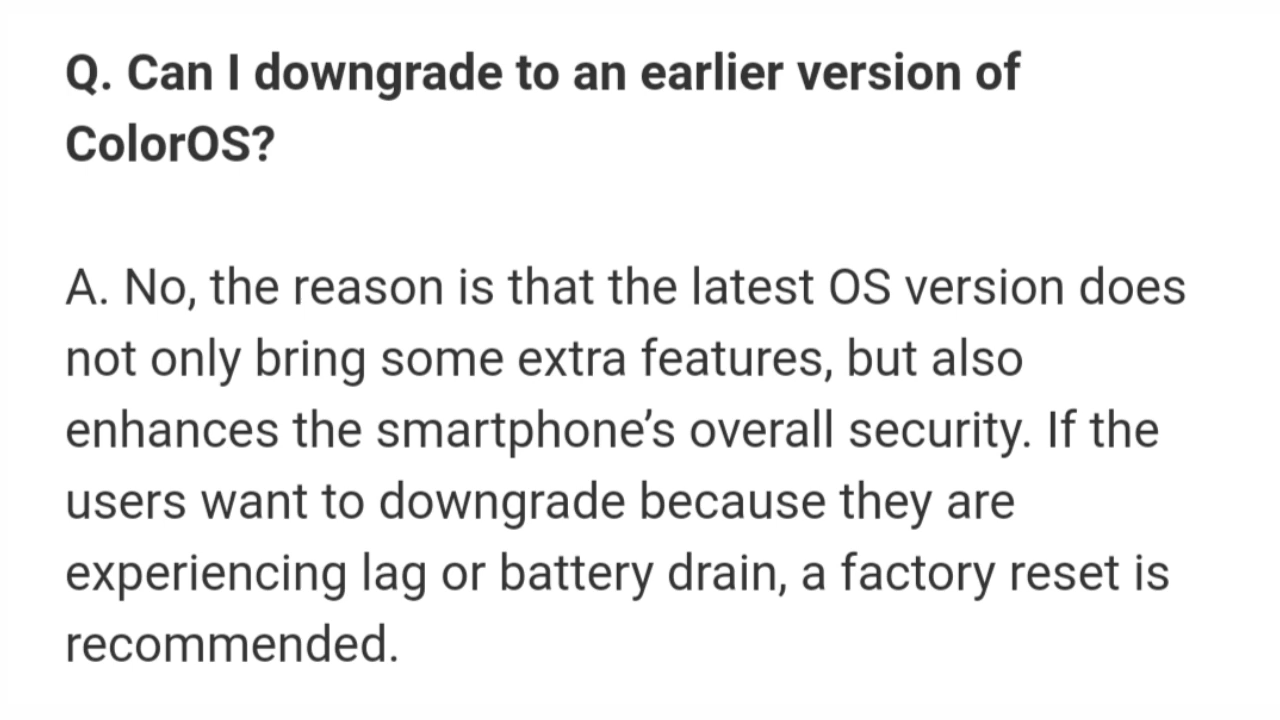 Q. Can I downgrade to an earlier version of
ColorOS?
A. No, the reason is that the latest OS version does
not only bring some extra features, but also
enhances the smartphone’s overall security. If the
users want to downgrade because they are
experiencing lag or battery drain, a factory reset is
recommended.